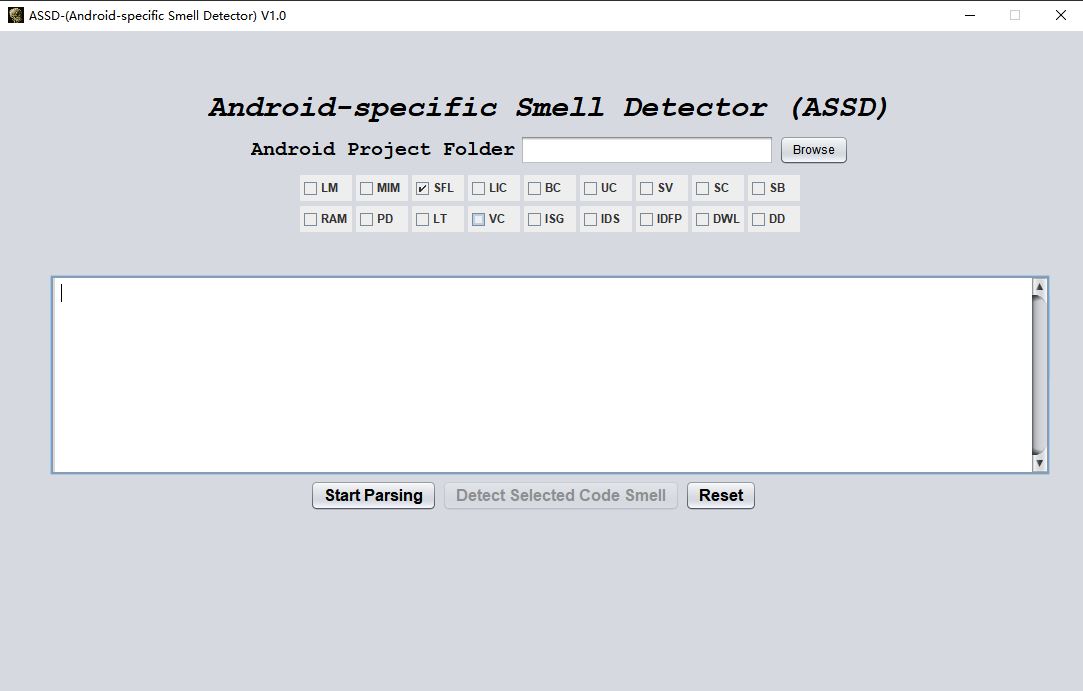 ASSD-(Android-specific Smell Detector) V1.0
Android-specific Smell Detector (ASSD)
Android Project Folder Browse
LM MIM SFL LIC BC UC SV SC SB
RAM PD LT VC ISG IDS IDFP DWL DD
Start Parsing Detect Selected Code Smell Reset